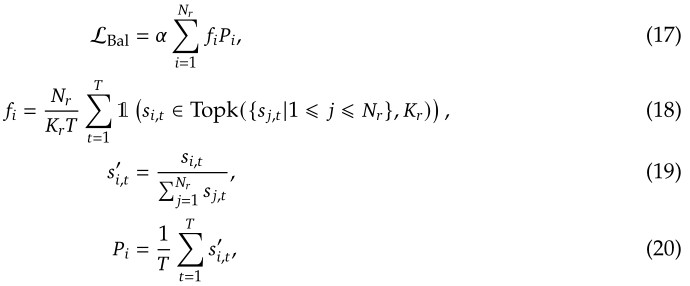 ℒ_Bal = α ∑_{i=1}^{N_r} f_i P_i, (17)
f_i = \frac{N_r}{K_r T} ∑_{t=1}^{T} 𝟙 ( s_{i,t} ∈ Topk({s_{j,t} | 1 ⩽ j ⩽ N_r}, K_r) ) , (18)
s′_{i,t} = \frac{s_{i,t}}{∑_{j=1}^{N_r} s_{j,t}}, (19)
P_i = \frac{1}{T} ∑_{t=1}^{T} s′_{i,t}, (20)